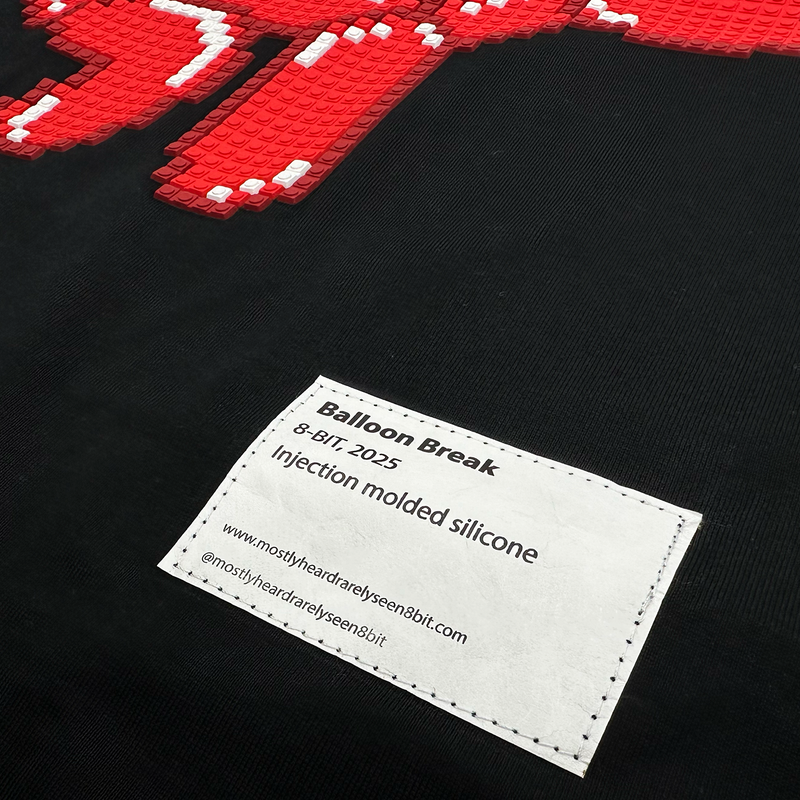 Balloon Break
8-BIT, 2025
Injection molded silicone
www.mostlyheardrarelyseen8bit.com
@mostlyheardrarelyseen8bit